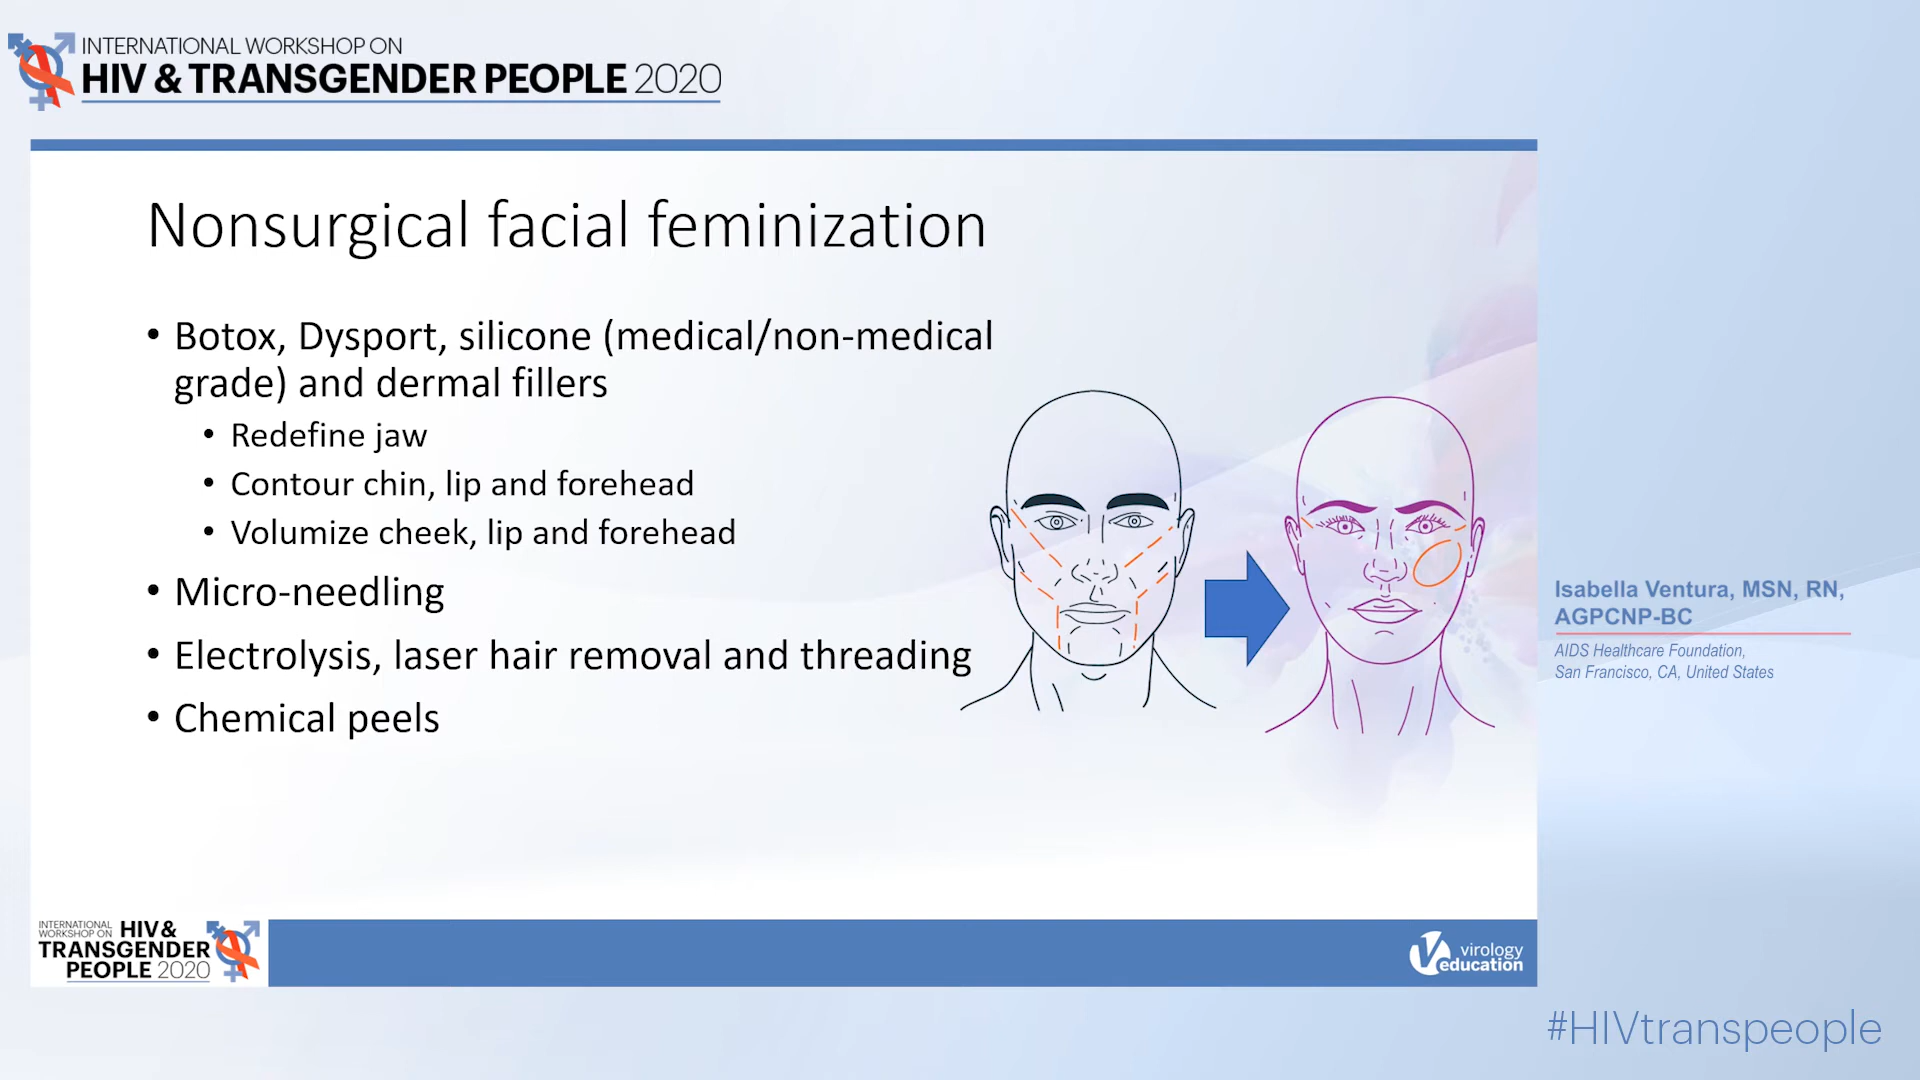 INTERNATIONAL WORKSHOP ON
HIV & TRANSGENDER PEOPLE 2020
Nonsurgical facial feminization
• Botox, Dysport, silicone (medical/non-medical
grade) and dermal fillers
• Redefine jaw
• Contour chin, lip and forehead
• Volumize cheek, lip and forehead
• Micro-needling
• Electrolysis, laser hair removal and threading
• Chemical peels
Isabella Ventura, MSN, RN,
AGPCNP-BC
AIDS Healthcare Foundation,
San Francisco, CA, United States
INTERNATIONAL
WORKSHOP ON HIV &
TRANSGENDER
PEOPLE 2020
virology
education
#HIVtranspeople